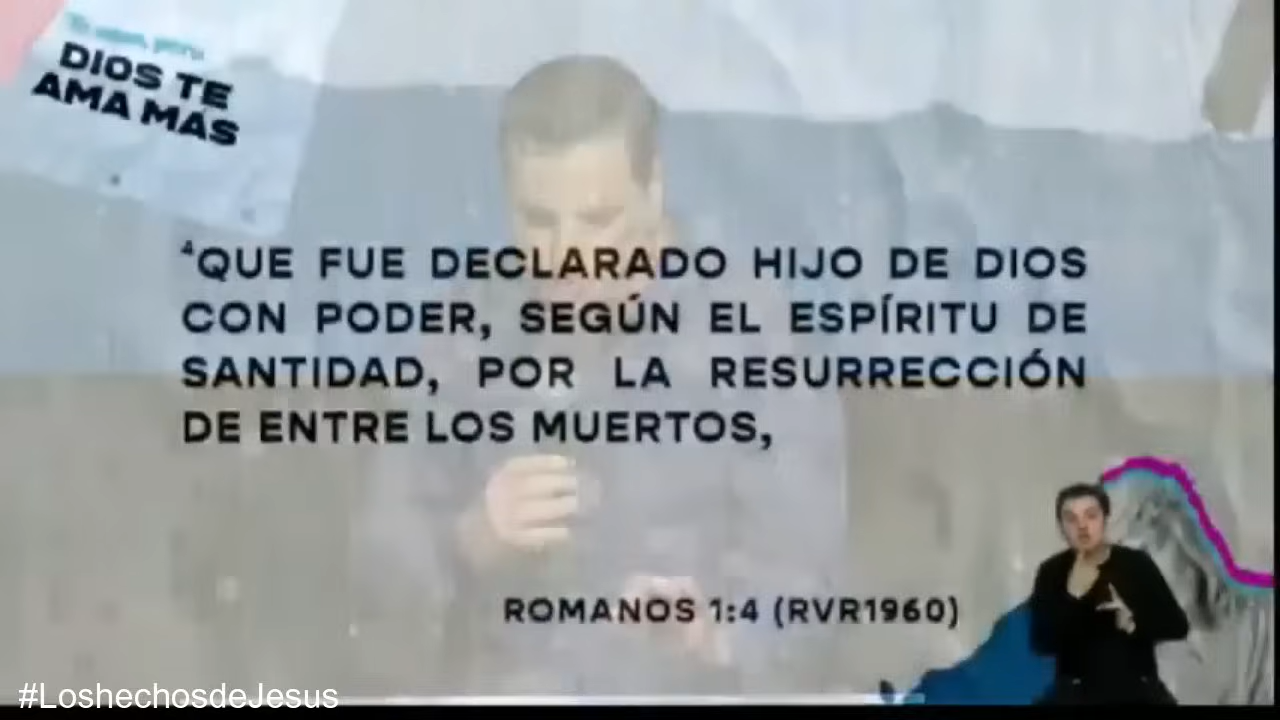 DIOS TE
AMA MÁS
⁴QUE FUE DECLARADO HIJO DE DIOS
CON PODER, SEGÚN EL ESPÍRITU DE
SANTIDAD, POR LA RESURRECCIÓN
DE ENTRE LOS MUERTOS,
ROMANOS 1:4 (RVR1960)
#LoshechosdeJesus